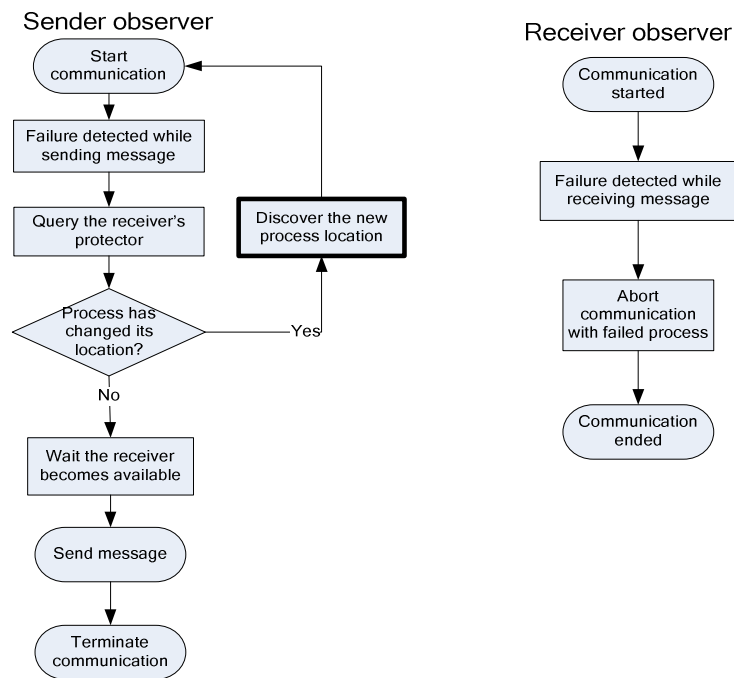 Sender observer
Start
communication
Failure detected while
sending message
Query the receiver's
protector
Discover the new
process location
Process has
changed its
location?
Yes
No
Wait the receiver
becomes available
Send message
Terminate
communication
Receiver observer
Communication
started
Failure detected while
receiving message
Abort
communication
with failed process
Communication
ended